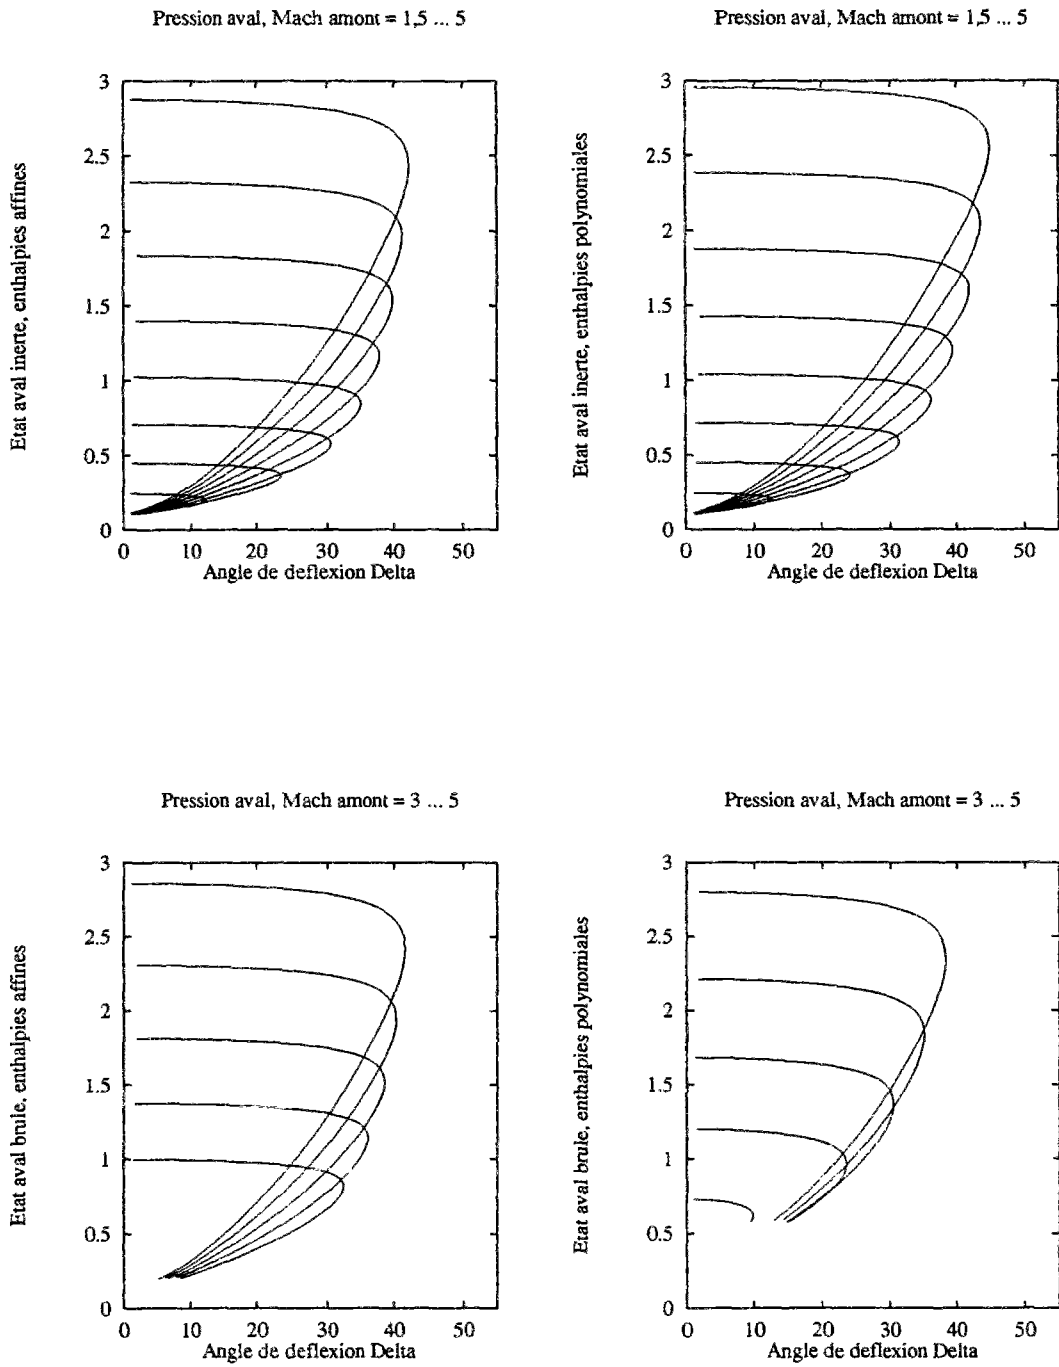 Pression aval, Mach amont = 1,5 ... 5
Etat aval inerte, enthalpies affines
3
2.5
2
1.5
1
0.5
0
0 10 20 30 40 50
Angle de deflexion Delta
Pression aval, Mach amont = 1,5 ... 5
Etat aval inerte, enthalpies polynomiales
3
2.5
2
1.5
1
0.5
0
0 10 20 30 40 50
Angle de deflexion Delta
Pression aval, Mach amont = 3 ... 5
Etat aval brule, enthalpies affines
3
2.5
2
1.5
1
0.5
0
0 10 20 30 40 50
Angle de deflexion Delta
Pression aval, Mach amont = 3 ... 5
Etat aval brule, enthalpies polynomiales
3
2.5
2
1.5
1
0.5
0
0 10 20 30 40 50
Angle de deflexion Delta